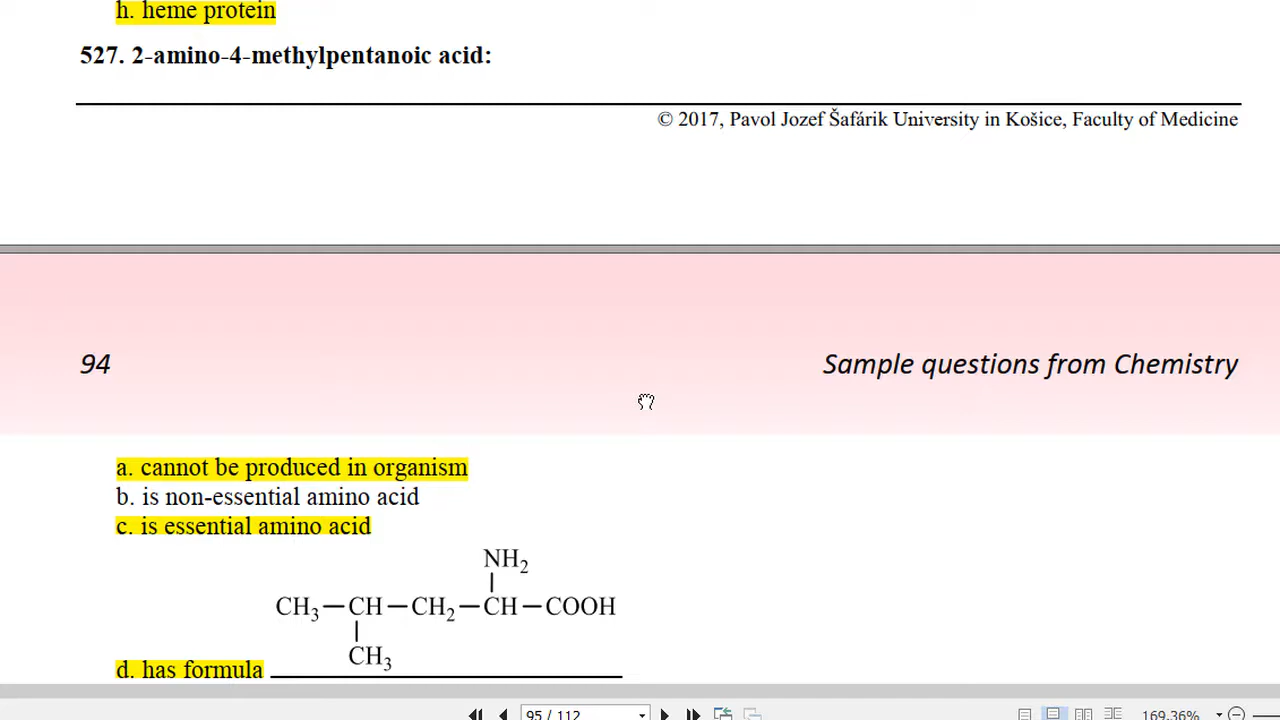 h. heme protein
527. 2-amino-4-methylpentanoic acid:
© 2017, Pavol Jozef Šafárik University in Košice, Faculty of Medicine
94 Sample questions from Chemistry
a. cannot be produced in organism
b. is non-essential amino acid
c. is essential amino acid
NH2
CH3—CH—CH2—CH—COOH
CH3
d. has formula
95 / 112 169.36%